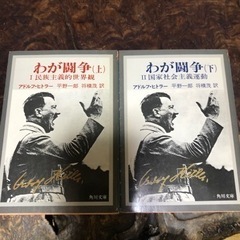 わが闘争(上)
I 民族主義的世界観
アドルフ・ヒトラー 平野一郎 将積茂 訳
角川文庫
わが闘争(下)
II 国家社会主義運動
アドルフ・ヒトラー 平野一郎 将積茂 訳
角川文庫